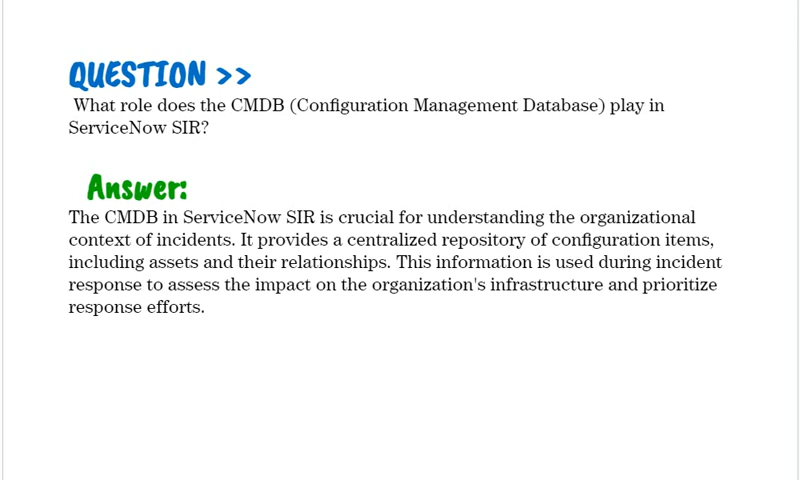 QUESTION >>
What role does the CMDB (Configuration Management Database) play in
ServiceNow SIR?
Answer:
The CMDB in ServiceNow SIR is crucial for understanding the organizational
context of incidents. It provides a centralized repository of configuration items,
including assets and their relationships. This information is used during incident
response to assess the impact on the organization's infrastructure and prioritize
response efforts.